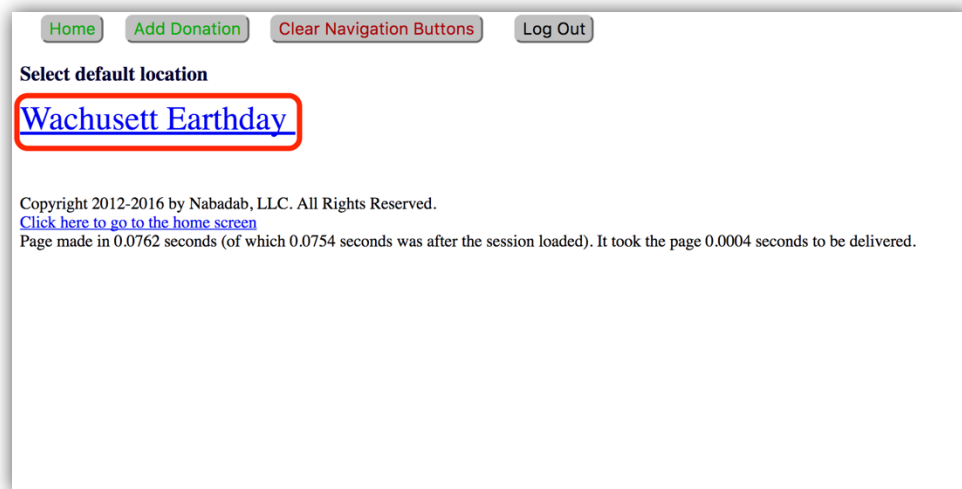 Home Add Donation Clear Navigation Buttons Log Out
Select default location
Wachusett Earthday
Copyright 2012-2016 by Nabadab, LLC. All Rights Reserved.
Click here to go to the home screen
Page made in 0.0762 seconds (of which 0.0754 seconds was after the session loaded). It took the page 0.0004 seconds to be delivered.